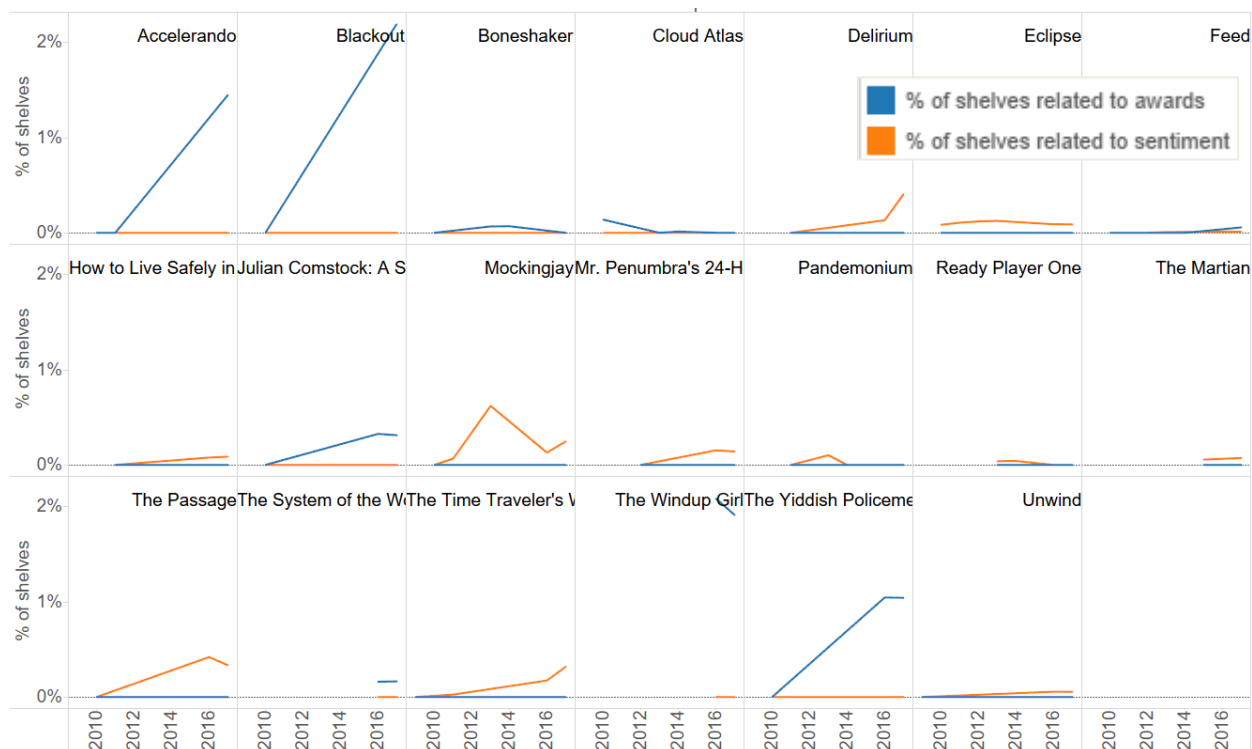 Accelerando
Blackout
Boneshaker
Cloud Atlas
Delirium
Eclipse
Feed
2%
1%
0%
% of shelves
% of shelves related to awards
% of shelves related to sentiment
How to Live Safely in
Julian Comstock: A S
Mockingjay
Mr. Penumbra's 24-H
Pandemonium
Ready Player One
The Martian
2%
1%
0%
% of shelves
The Passage
The System of the Wo
The Time Traveler's W
The Windup Girl
The Yiddish Policeme
Unwind
2%
1%
0%
% of shelves
2010 2012 2014 2016
2010 2012 2014 2016
2010 2012 2014 2016
2010 2012 2014 2016
2010 2012 2014 2016
2010 2012 2014 2016
2010 2012 2014 2016